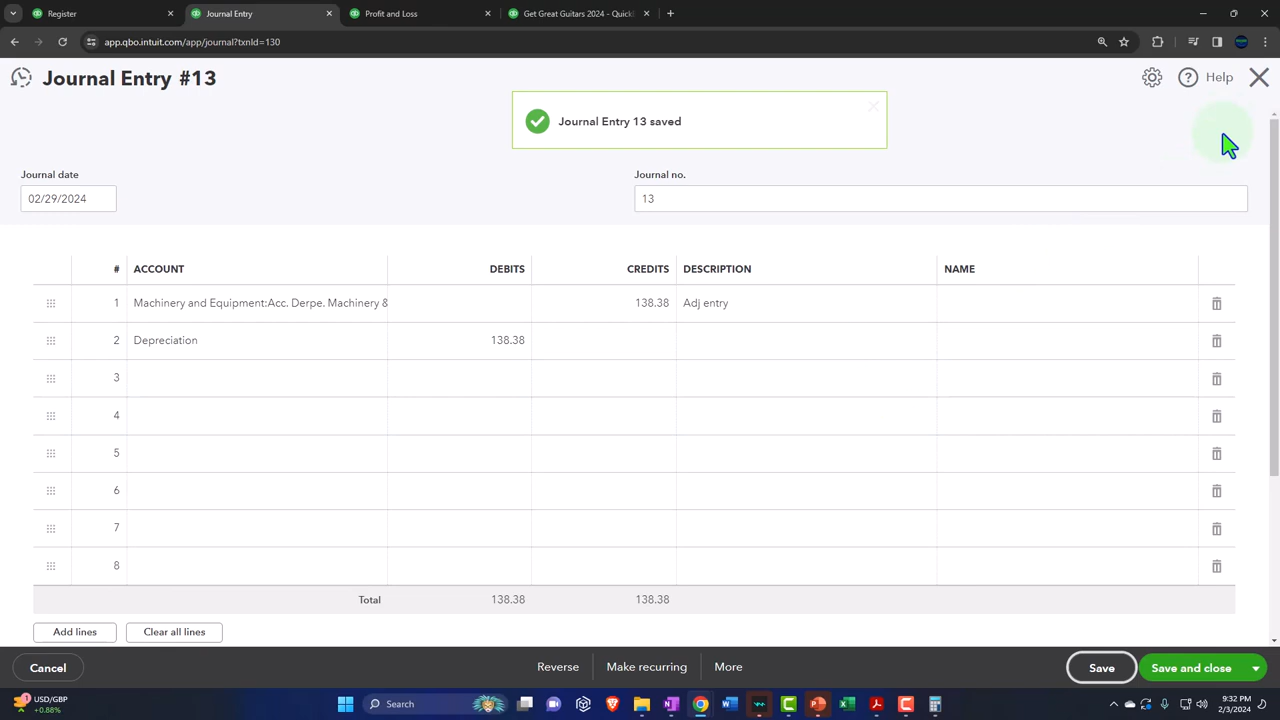 Register
Journal Entry
Profit and Loss
Get Great Guitars 2024 – Quick
app.qbo.intuit.com/app/journal?txnId=130
Journal Entry #13
Help
Journal Entry 13 saved
Journal date
Journal no.
02/29/2024
13
# ACCOUNT DEBITS CREDITS DESCRIPTION NAME
1 Machinery and Equipment:Acc. Derpe. Machinery & 138.38 Adj entry
2 Depreciation 138.38
3
4
5
6
7
8
Total 138.38 138.38
Add lines Clear all lines
Cancel Reverse Make recurring More Save Save and close
USD/GBP
+0.88%
Search
9:32 PM
2/3/2024